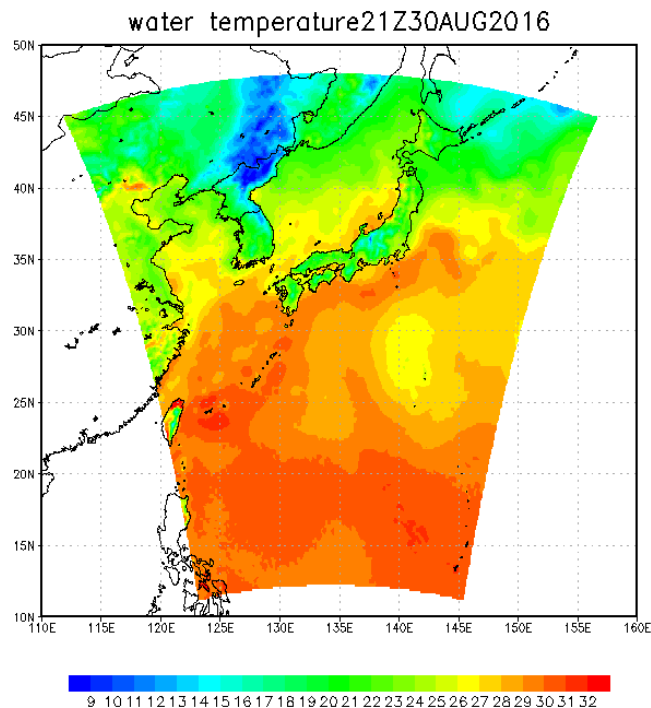 water temperature21Z30AUG2016
50N
45N
40N
35N
30N
25N
20N
15N
10N
110E 115E 120E 125E 130E 135E 140E 145E 150E 155E 160E
9 10 11 12 13 14 15 16 17 18 19 20 21 22 23 24 25 26 27 28 29 30 31 32